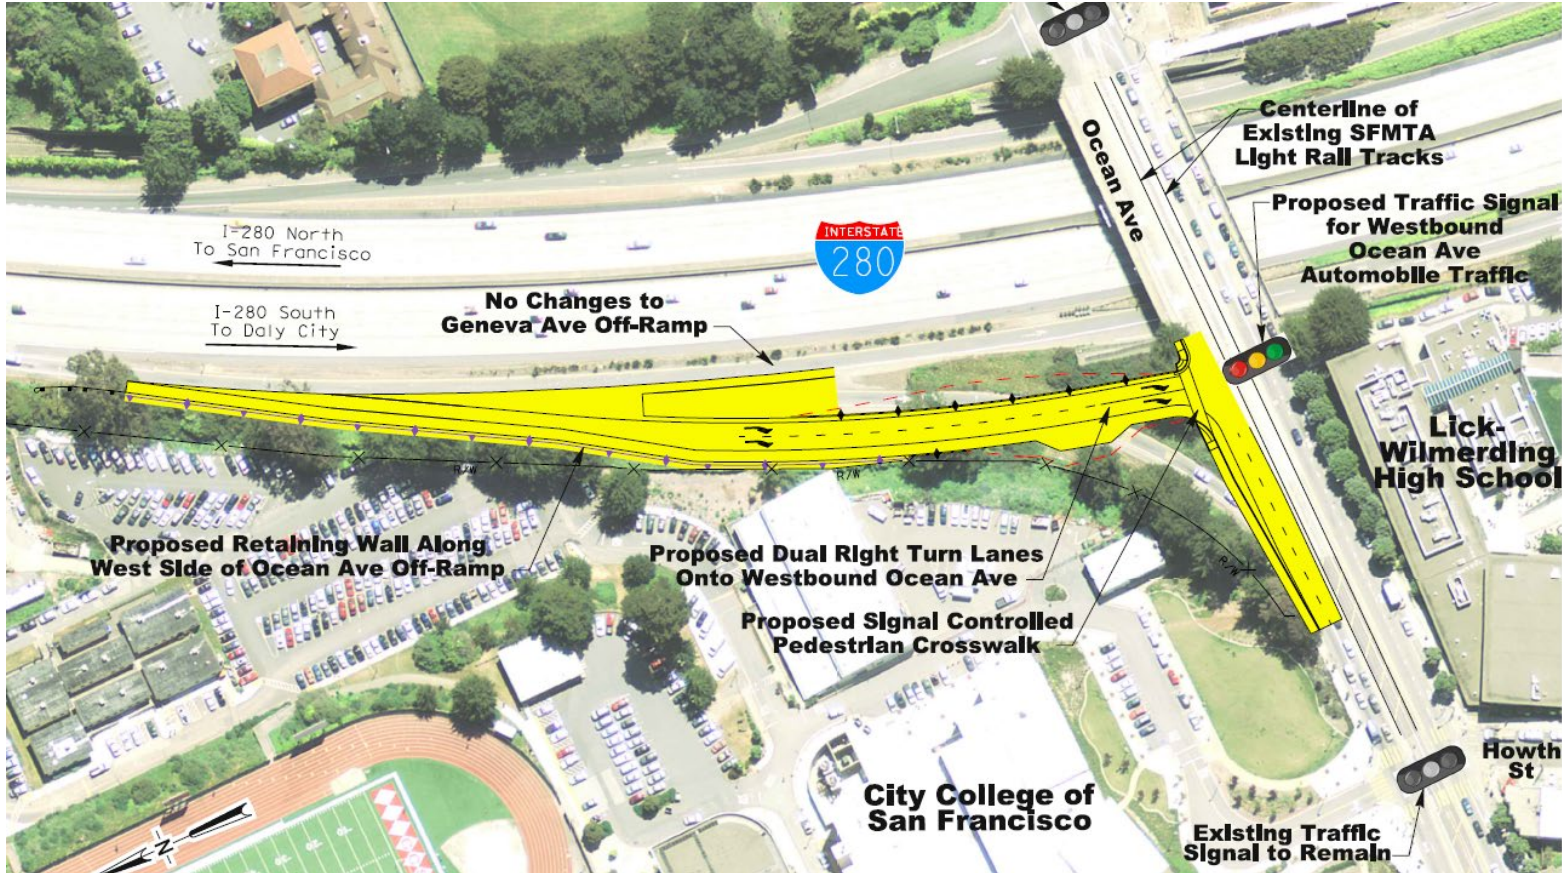 Centerline of
Existing SFMTA
Light Rail Tracks
Ocean Ave
Proposed Traffic Signal
for Westbound
Ocean Ave
Automobile Traffic
I-280 North
To San Francisco
INTERSTATE
280
No Changes to
Geneva Ave Off-Ramp
I-280 South
To Daly City
Lick-
Wilmerding
High School
R/W
R/W
R/W
Proposed Retaining Wall Along
West Side of Ocean Ave Off-Ramp
Proposed Dual Right Turn Lanes
Onto Westbound Ocean Ave
Proposed Signal Controlled
Pedestrian Crosswalk
Howth
St
City College of
San Francisco
Existing Traffic
Signal to Remain
N